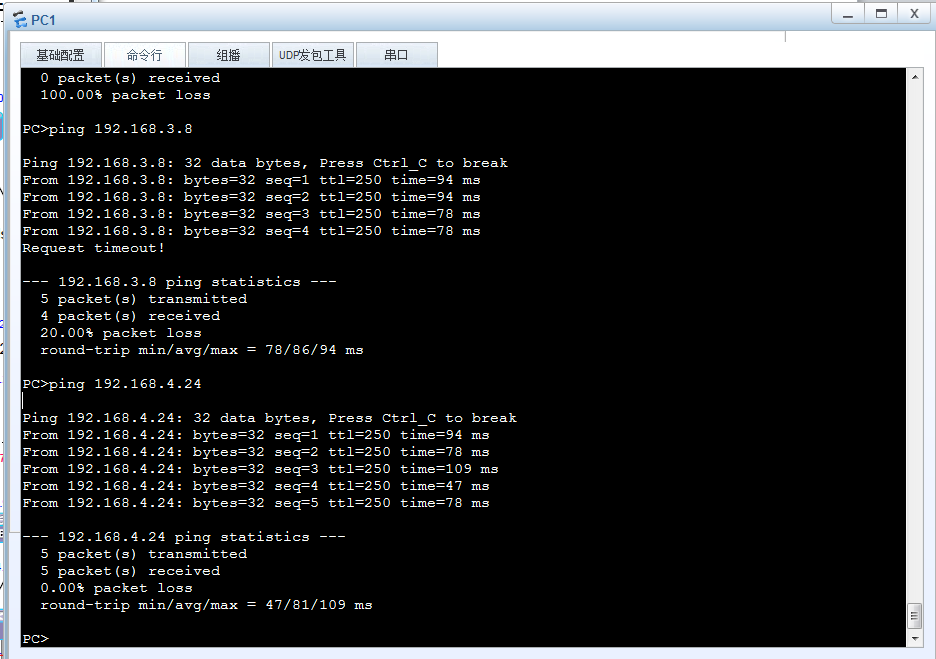 PC1
基础配置 命令行 组播 UDP发包工具 串口
0 packet(s) received
100.00% packet loss
PC>ping 192.168.3.8
Ping 192.168.3.8: 32 data bytes, Press Ctrl_C to break
From 192.168.3.8: bytes=32 seq=1 ttl=250 time=94 ms
From 192.168.3.8: bytes=32 seq=2 ttl=250 time=94 ms
From 192.168.3.8: bytes=32 seq=3 ttl=250 time=78 ms
From 192.168.3.8: bytes=32 seq=4 ttl=250 time=78 ms
Request timeout!
--- 192.168.3.8 ping statistics ---
5 packet(s) transmitted
4 packet(s) received
20.00% packet loss
round-trip min/avg/max = 78/86/94 ms
PC>ping 192.168.4.24
Ping 192.168.4.24: 32 data bytes, Press Ctrl_C to break
From 192.168.4.24: bytes=32 seq=1 ttl=250 time=94 ms
From 192.168.4.24: bytes=32 seq=2 ttl=250 time=78 ms
From 192.168.4.24: bytes=32 seq=3 ttl=250 time=109 ms
From 192.168.4.24: bytes=32 seq=4 ttl=250 time=47 ms
From 192.168.4.24: bytes=32 seq=5 ttl=250 time=78 ms
--- 192.168.4.24 ping statistics ---
5 packet(s) transmitted
5 packet(s) received
0.00% packet loss
round-trip min/avg/max = 47/81/109 ms
PC>